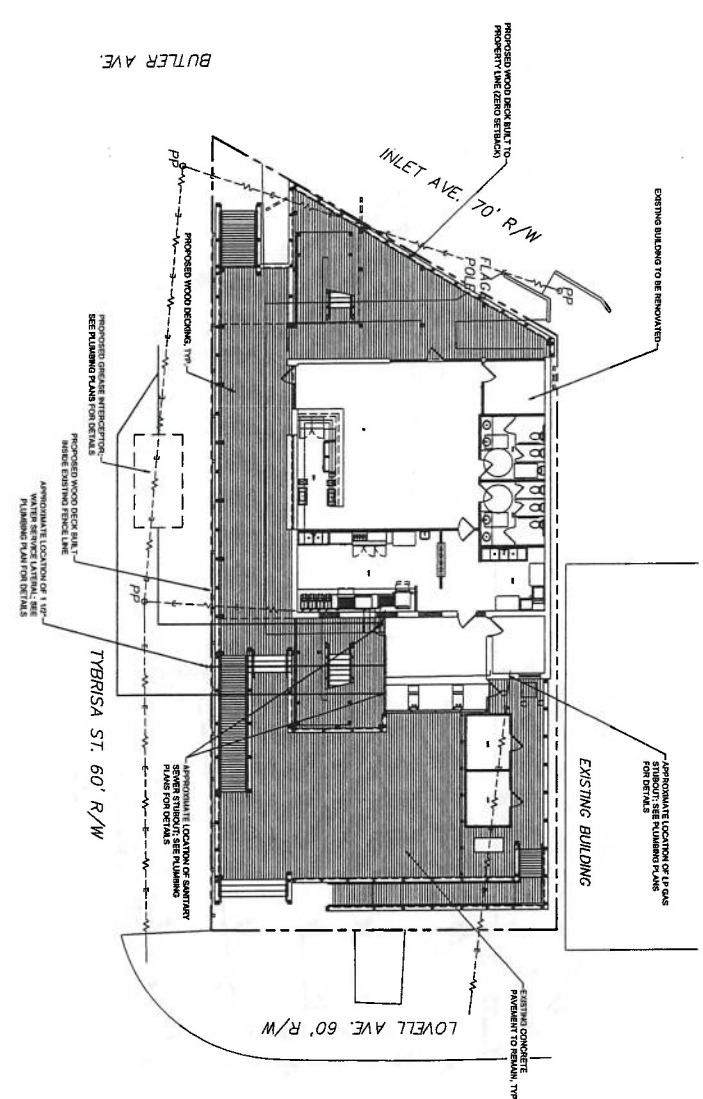 BUTLER AVE.
PROPOSED WOOD DECK BUILT TO
PROPERTY LINE (ZERO SETBACK)
INLET AVE. 70' R/W
EXISTING BUILDING TO BE RENOVATED
PP
FLAG
POLE
PP
PROPOSED WOOD DECKING, TYP.
PROPOSED GREASE INTERCEPTOR;
SEE PLUMBING PLANS FOR DETAILS
PROPOSED WOOD DECK BUILT
INSIDE EXISTING FENCE LINE
APPROXIMATE LOCATION OF 1 1/2"
WATER SERVICE LATERAL; SEE
PLUMBING PLAN FOR DETAILS
PP
TYBRISA ST. 60' R/W
APPROXIMATE LOCATION OF SANITARY
SEWER STUBOUT; SEE PLUMBING
PLANS FOR DETAILS
APPROXIMATE LOCATION OF LP GAS
STUBOUT; SEE PLUMBING PLANS
FOR DETAILS
EXISTING BUILDING
LOVELL AVE. 60' R/W
EXISTING CONCRETE
PAVEMENT TO REMAIN, TYP